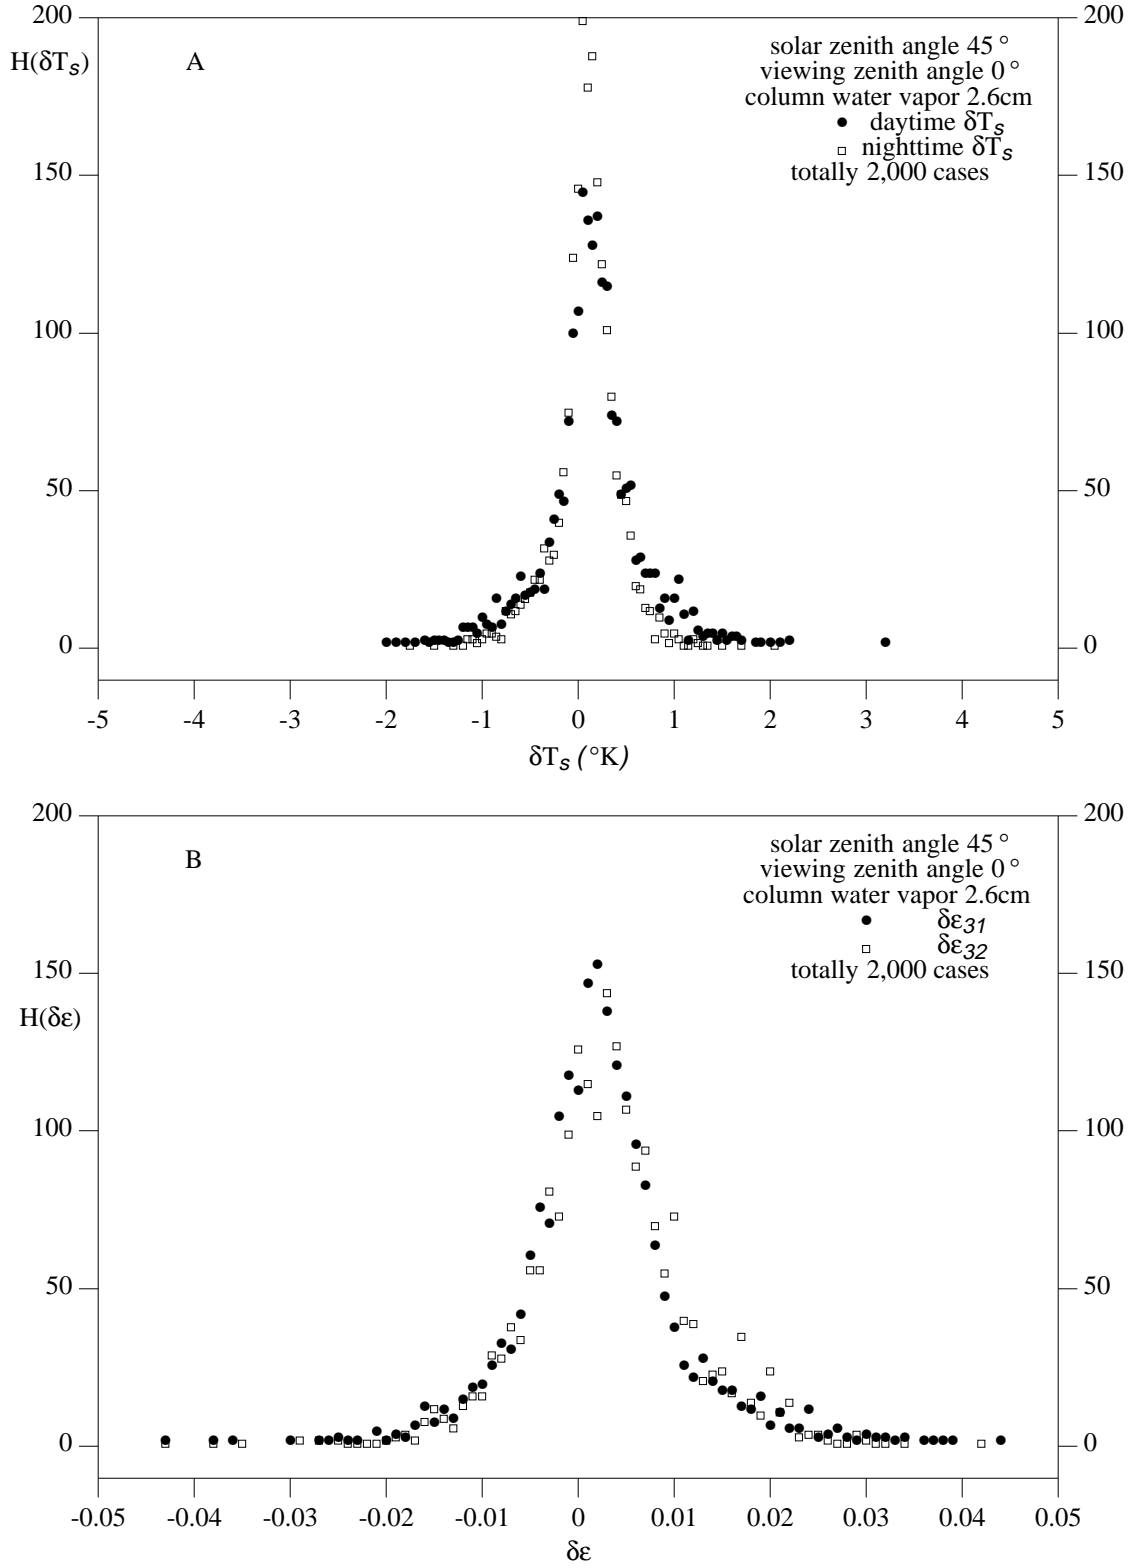 200
200
H(δTs)
A
solar zenith angle 45 °
viewing zenith angle 0 °
column water vapor 2.6cm
daytime δTs
nighttime δTs
totally 2,000 cases
150
150
100
100
50
50
0
0
-5 -4 -3 -2 -1 0 1 2 3 4 5
δTs (°K)
200
200
B
solar zenith angle 45 °
viewing zenith angle 0 °
column water vapor 2.6cm
δε31
δε32
totally 2,000 cases
150
150
H(δε)
100
100
50
50
0
0
-0.05 -0.04 -0.03 -0.02 -0.01 0 0.01 0.02 0.03 0.04 0.05
δε